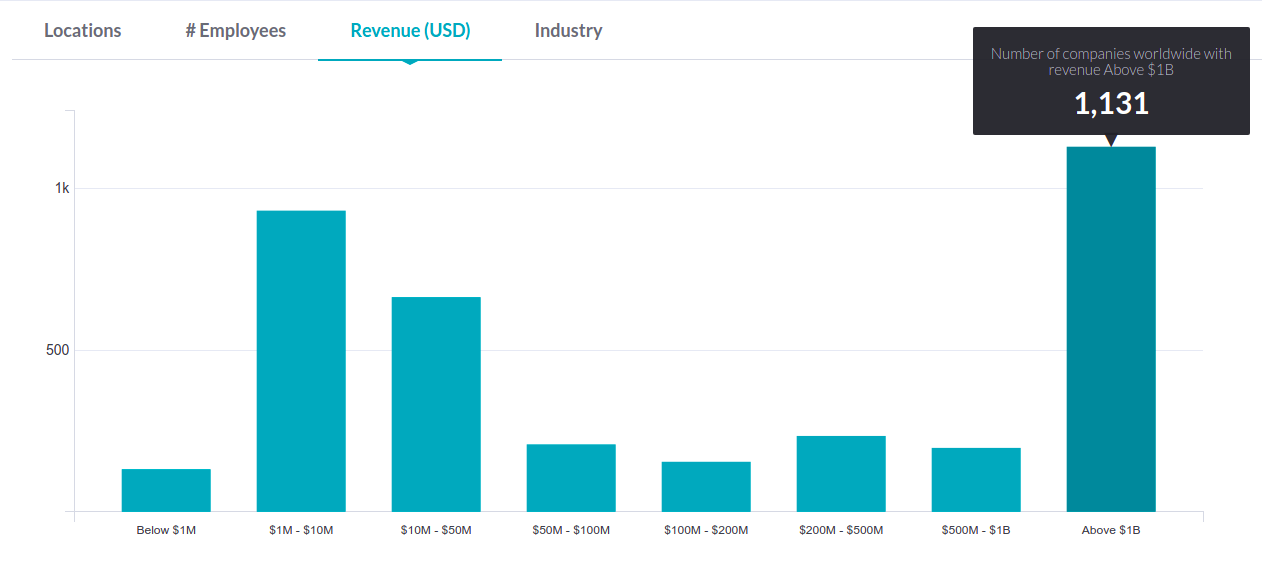 Locations # Employees Revenue (USD) Industry
Number of companies worldwide with
revenue Above $1B
1,131
1k
500
Below $1M $1M - $10M $10M - $50M $50M - $100M $100M - $200M $200M - $500M $500M - $1B Above $1B